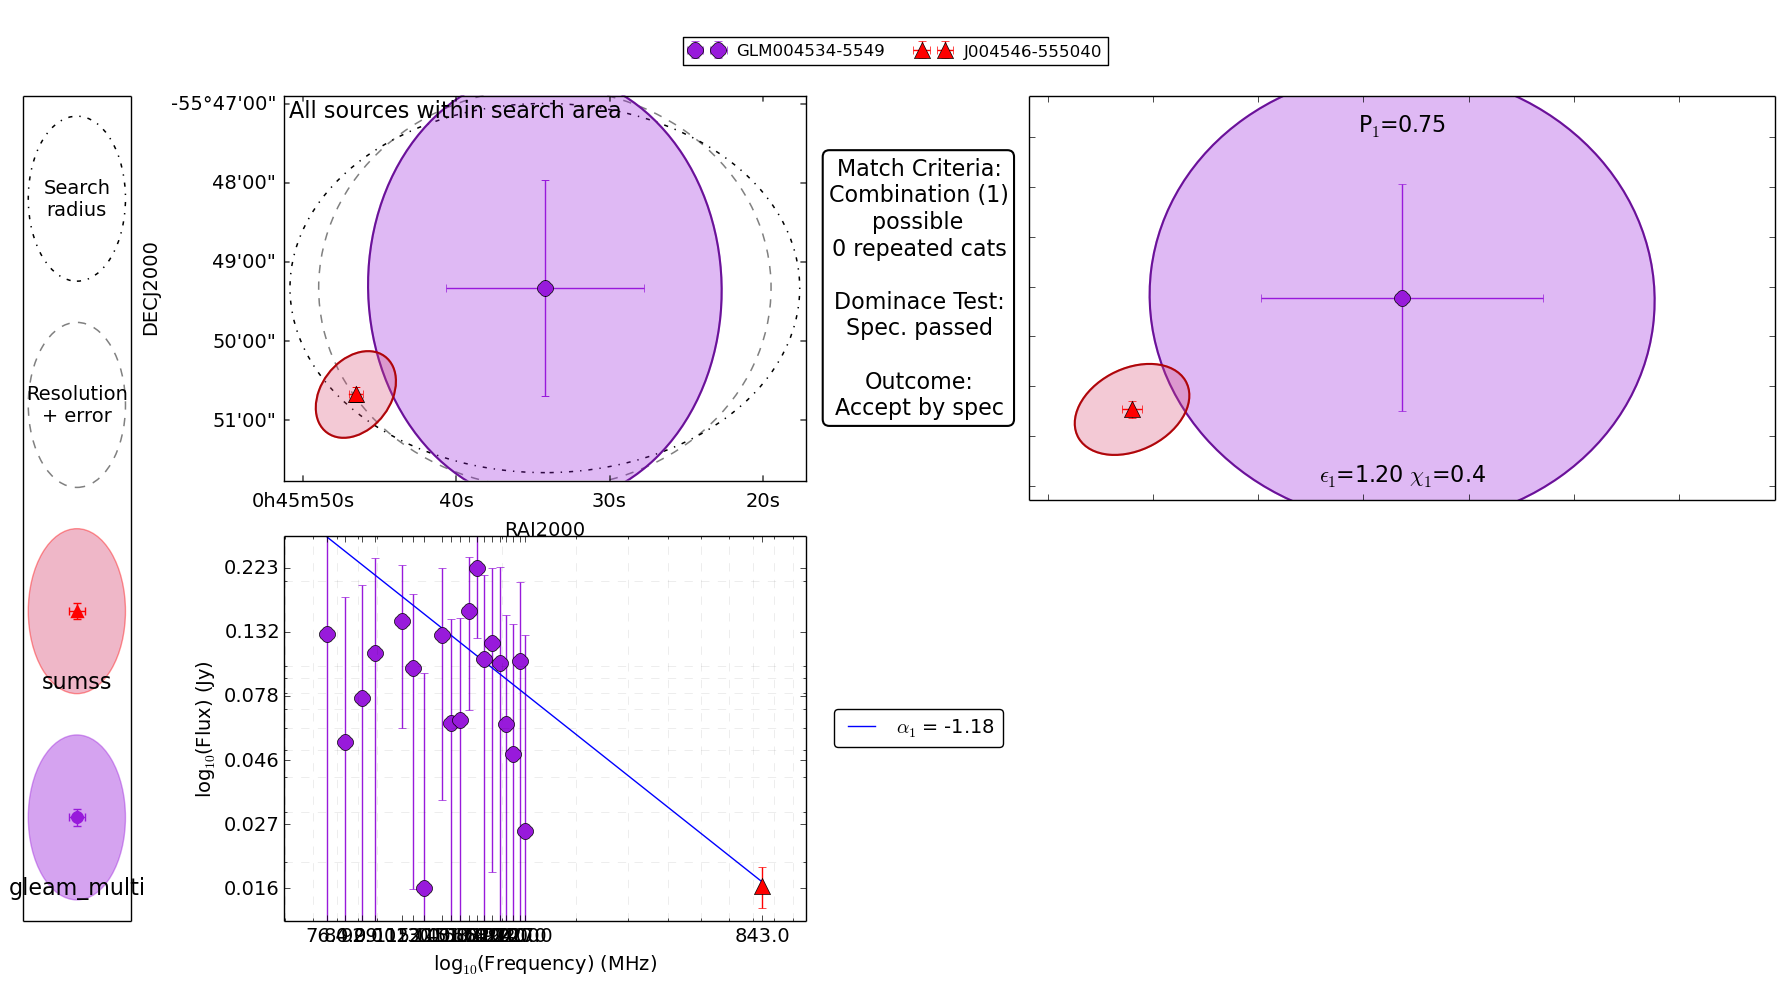 GLM004534-5549 J004546-555040
Search
radius
Resolution
+ error
sumss
gleam_multi
All sources within search area
DECJ2000
-55°47'00"
48'00"
49'00"
50'00"
51'00"
0h45m50s 40s 30s 20s
RAJ2000
Match Criteria:
Combination (1)
possible
0 repeated cats
Dominace Test:
Spec. passed
Outcome:
Accept by spec
P₁=0.75
ϵ₁=1.20 χ₁=0.4
log₁₀(Flux) (Jy)
0.223
0.132
0.078
0.046
0.027
0.016
843.0
log₁₀(Frequency) (MHz)
α₁ = -1.18